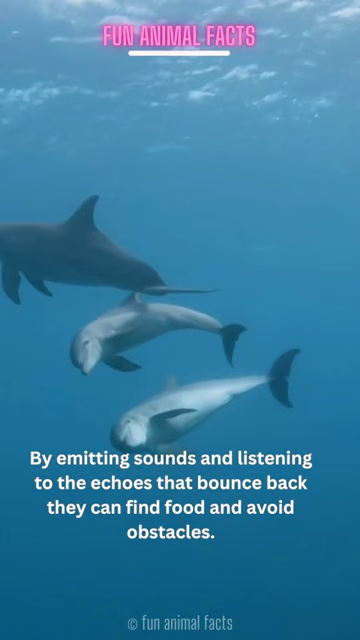 FUN ANIMAL FACTS
By emitting sounds and listening
to the echoes that bounce back
they can find food and avoid
obstacles.
© fun animal facts